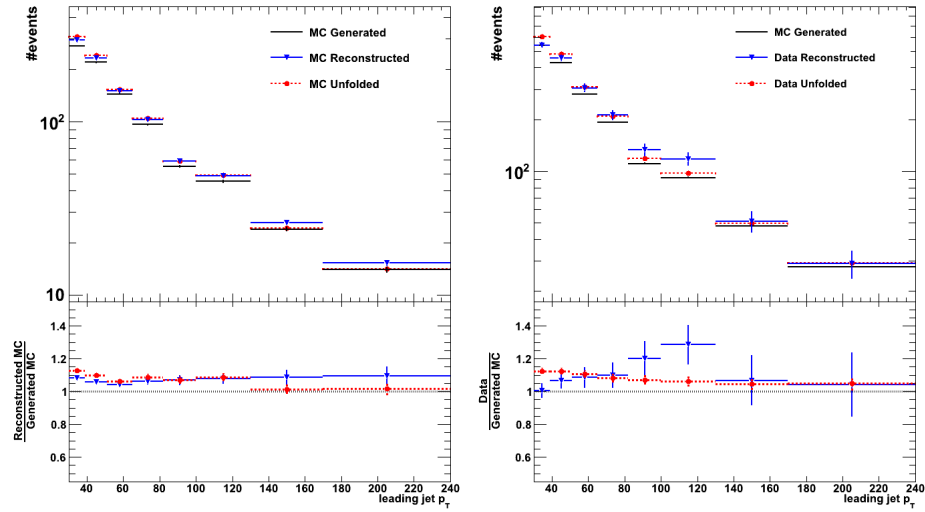 #events
10²
10
MC Generated
MC Reconstructed
MC Unfolded
Reconstructed MC
Generated MC
1.4
1.2
1
0.8
0.6
40 60 80 100 120 140 160 180 200 220 240
leading jet p_T
#events
10²
MC Generated
Data Reconstructed
Data Unfolded
Data
Generated MC
1.4
1.2
1
0.8
0.6
40 60 80 100 120 140 160 180 200 220 240
leading jet p_T